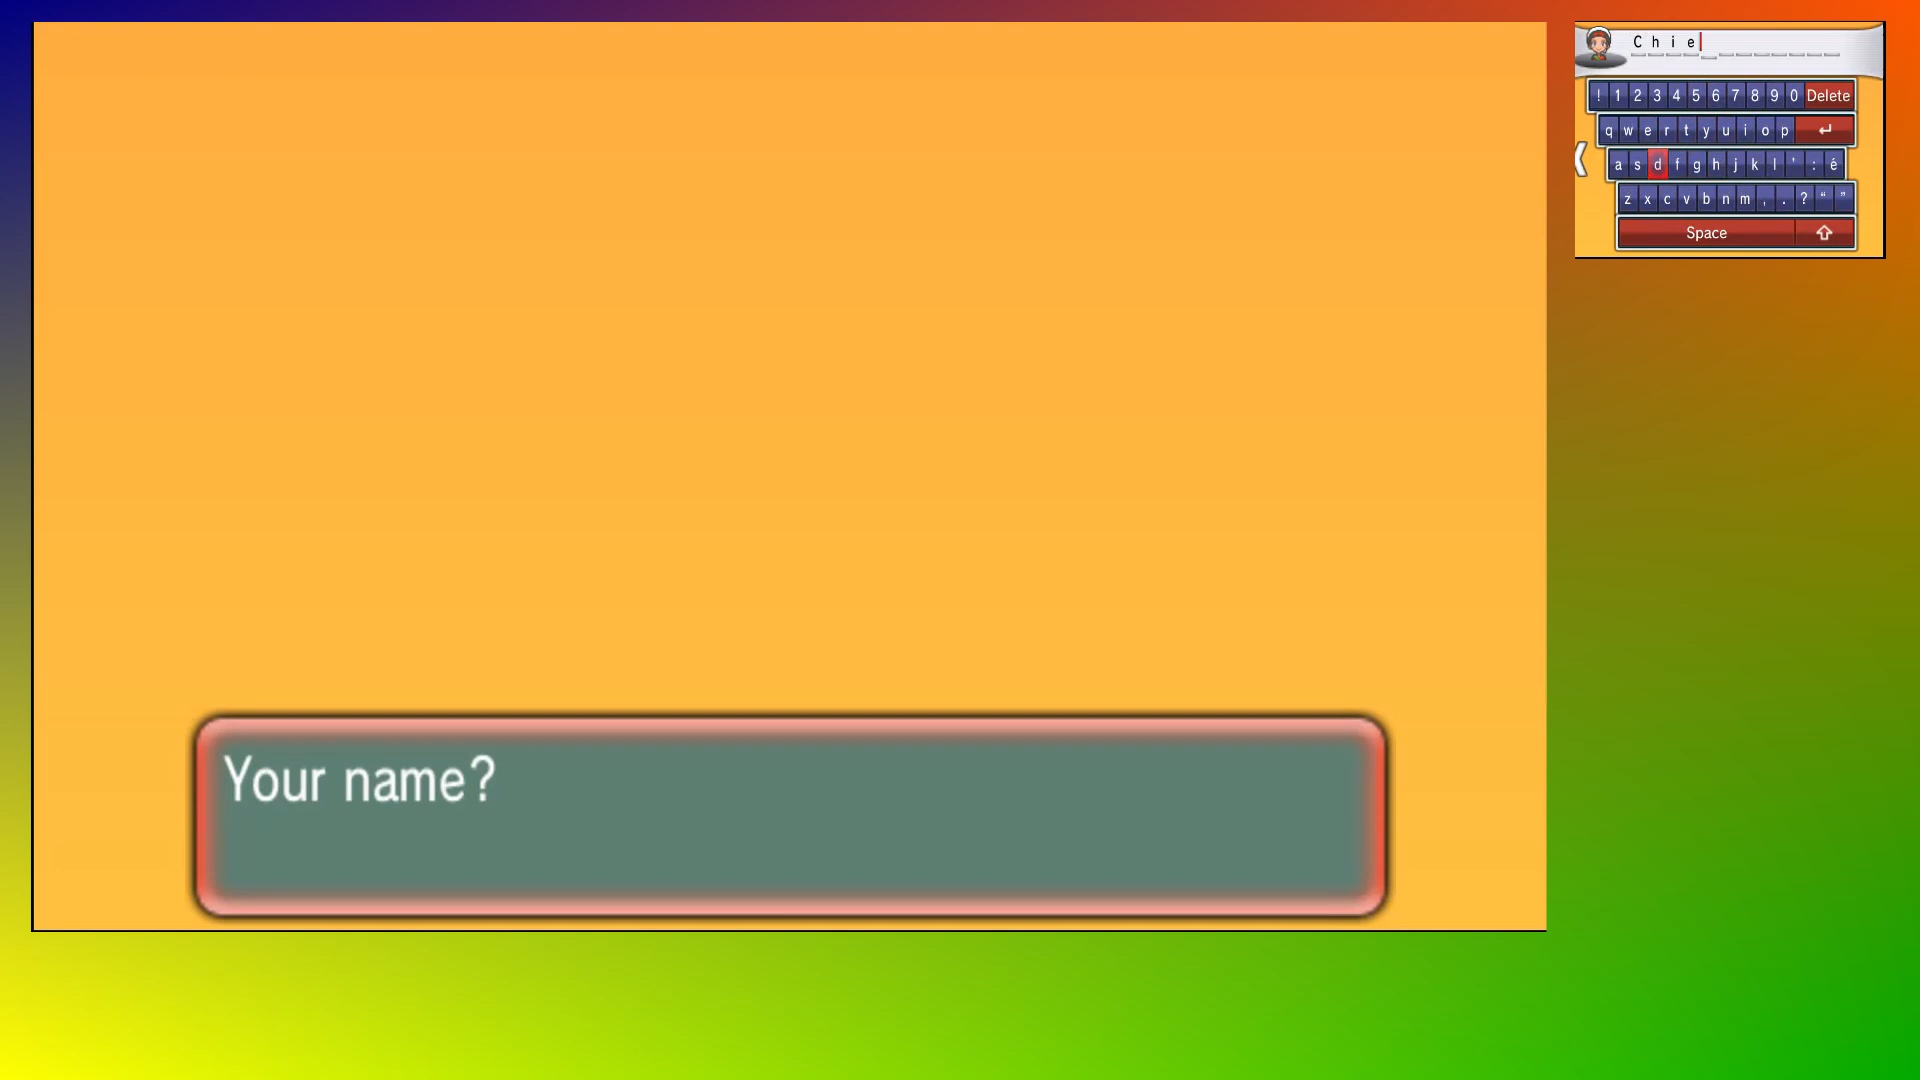 Your name?
Chie
! 1 2 3 4 5 6 7 8 9 0 Delete
q w e r t y u i o p ↵
a s d f g h j k l ' : é
z x c v b n m , . ? “ ”
Space